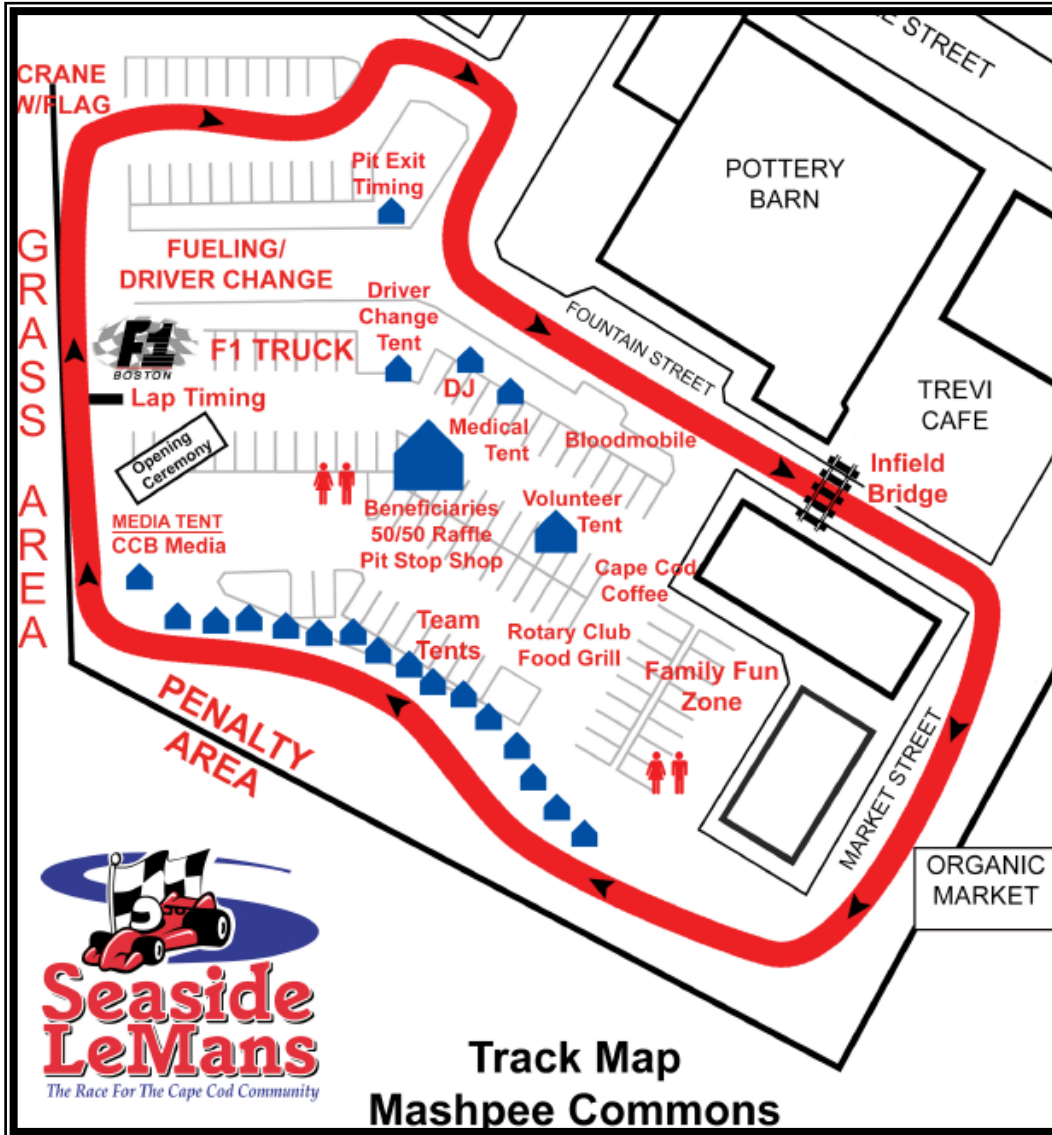 CRANE
W/FLAG
E STREET
Pit Exit
Timing
POTTERY
BARN
GRASS AREA
FUELING/
DRIVER CHANGE
Driver
Change
Tent
FOUNTAIN STREET
F1
BOSTON
F1 TRUCK
DJ
TREVI
CAFE
Lap Timing
Medical
Tent
Bloodmobile
Opening
Ceremony
Infield
Bridge
Beneficiaries
50/50 Raffle
Pit Stop Shop
Volunteer
Tent
MEDIA TENT
CCB Media
Cape Cod
Coffee
Team
Tents
Rotary Club
Food Grill
Family Fun
Zone
PENALTY
AREA
MARKET STREET
ORGANIC
MARKET
Seaside
LeMans
The Race For The Cape Cod Community
Track Map
Mashpee Commons